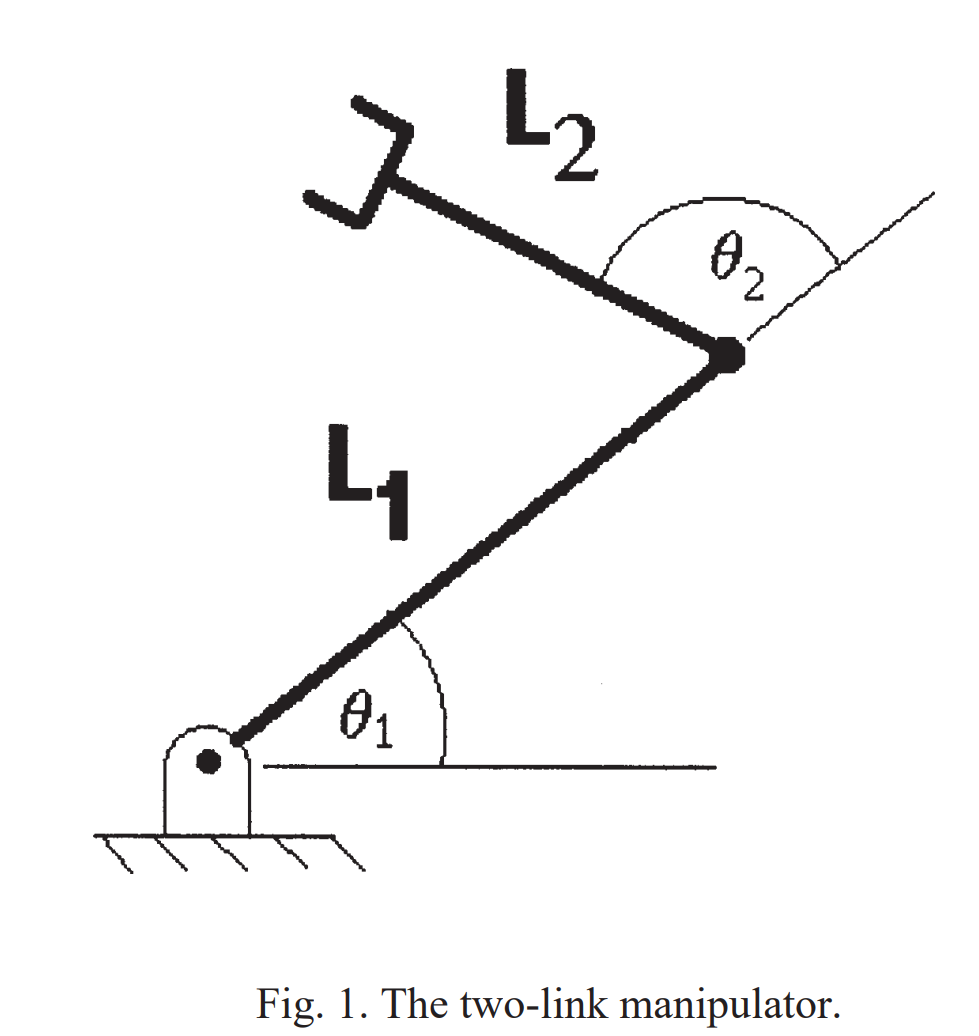 L2
θ2
L1
θ1
Fig. 1. The two-link manipulator.